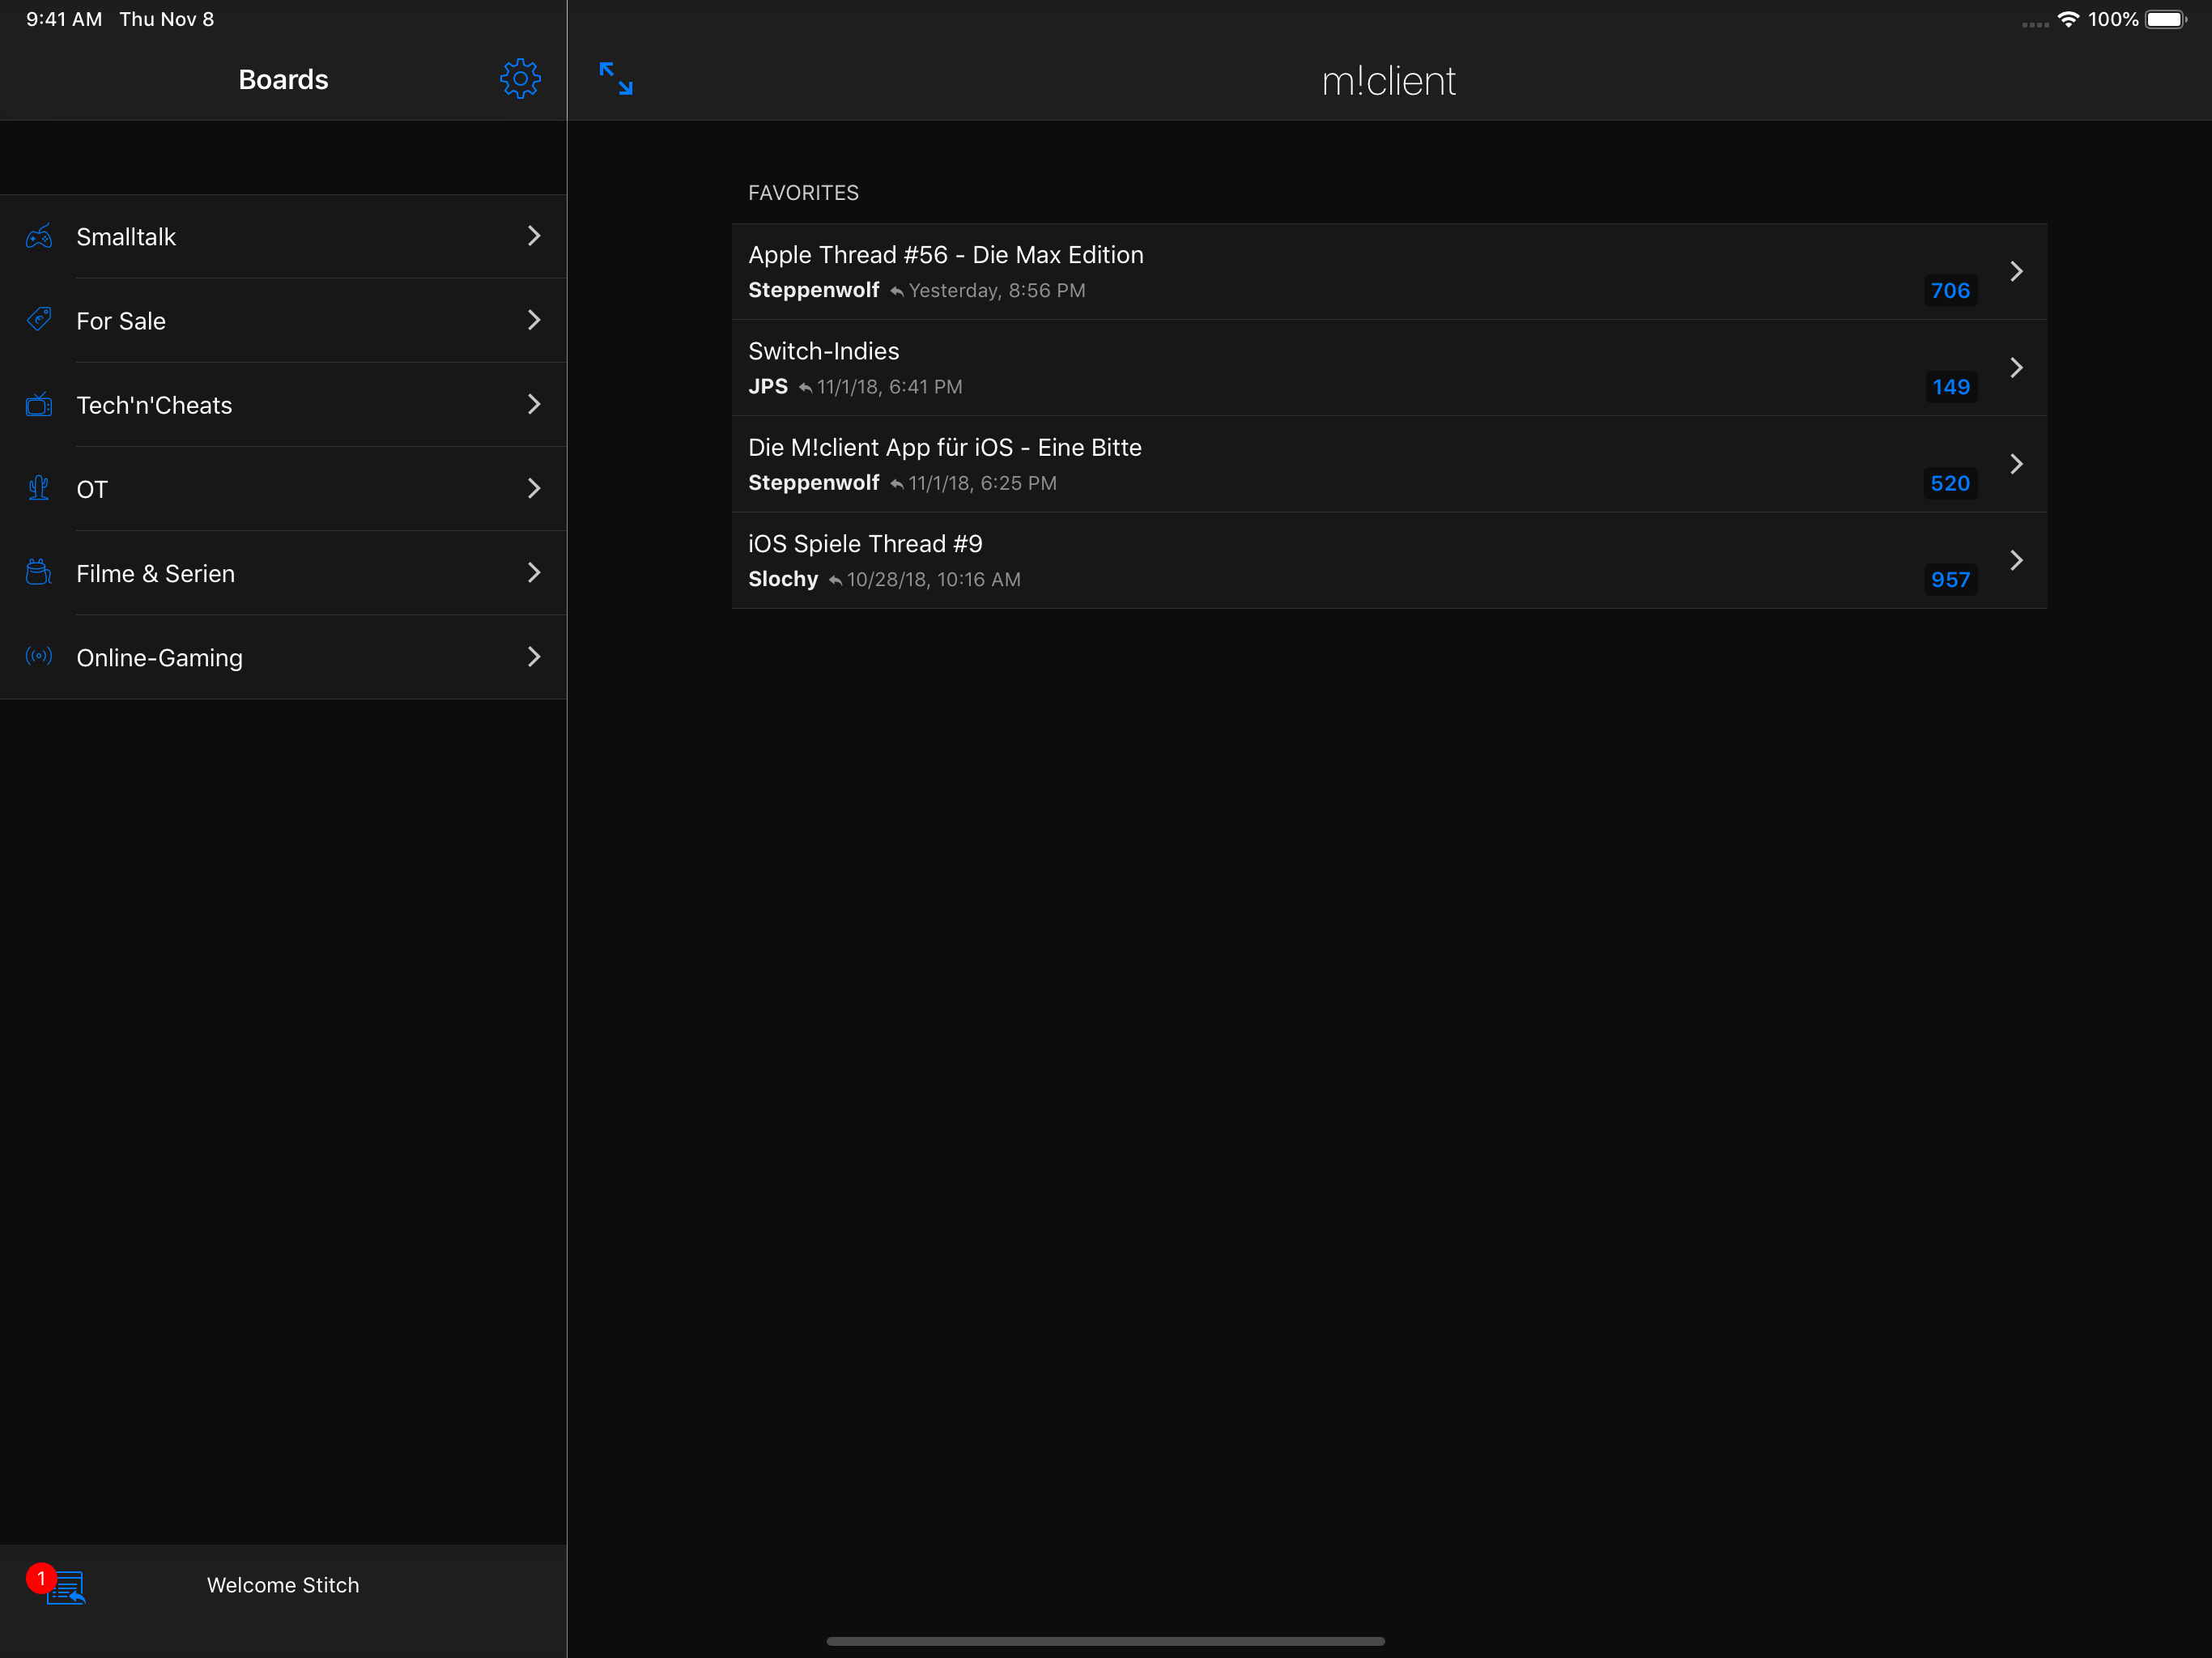 9:41 AM Thu Nov 8
100%
Boards
Smalltalk
For Sale
Tech'n'Cheats
OT
Filme & Serien
Online-Gaming
1
Welcome Stitch
m!client
FAVORITES
Apple Thread #56 - Die Max Edition
Steppenwolf Yesterday, 8:56 PM
706
Switch-Indies
JPS 11/1/18, 6:41 PM
149
Die M!client App für iOS - Eine Bitte
Steppenwolf 11/1/18, 6:25 PM
520
iOS Spiele Thread #9
Slochy 10/28/18, 10:16 AM
957